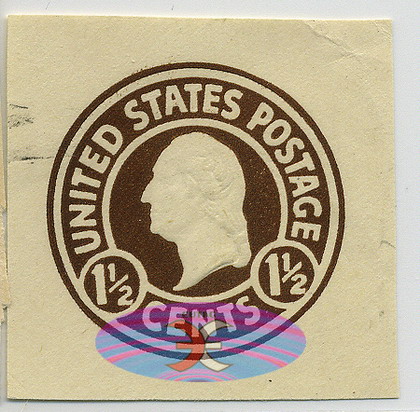 UNITED STATES POSTAGE
1½ 1½
CENTS